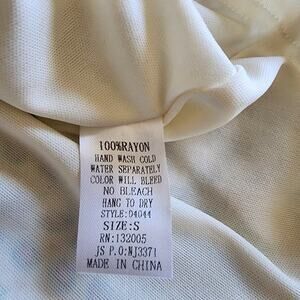 100%RAYON
HAND WASH COLD
WATER SEPARATELY
COLOR WILL BLEED
NO BLEACH
HANG TO DRY
STYLE:04044
SIZE:S
RN:132005
JS P.O:NJ3371
MADE IN CHINA